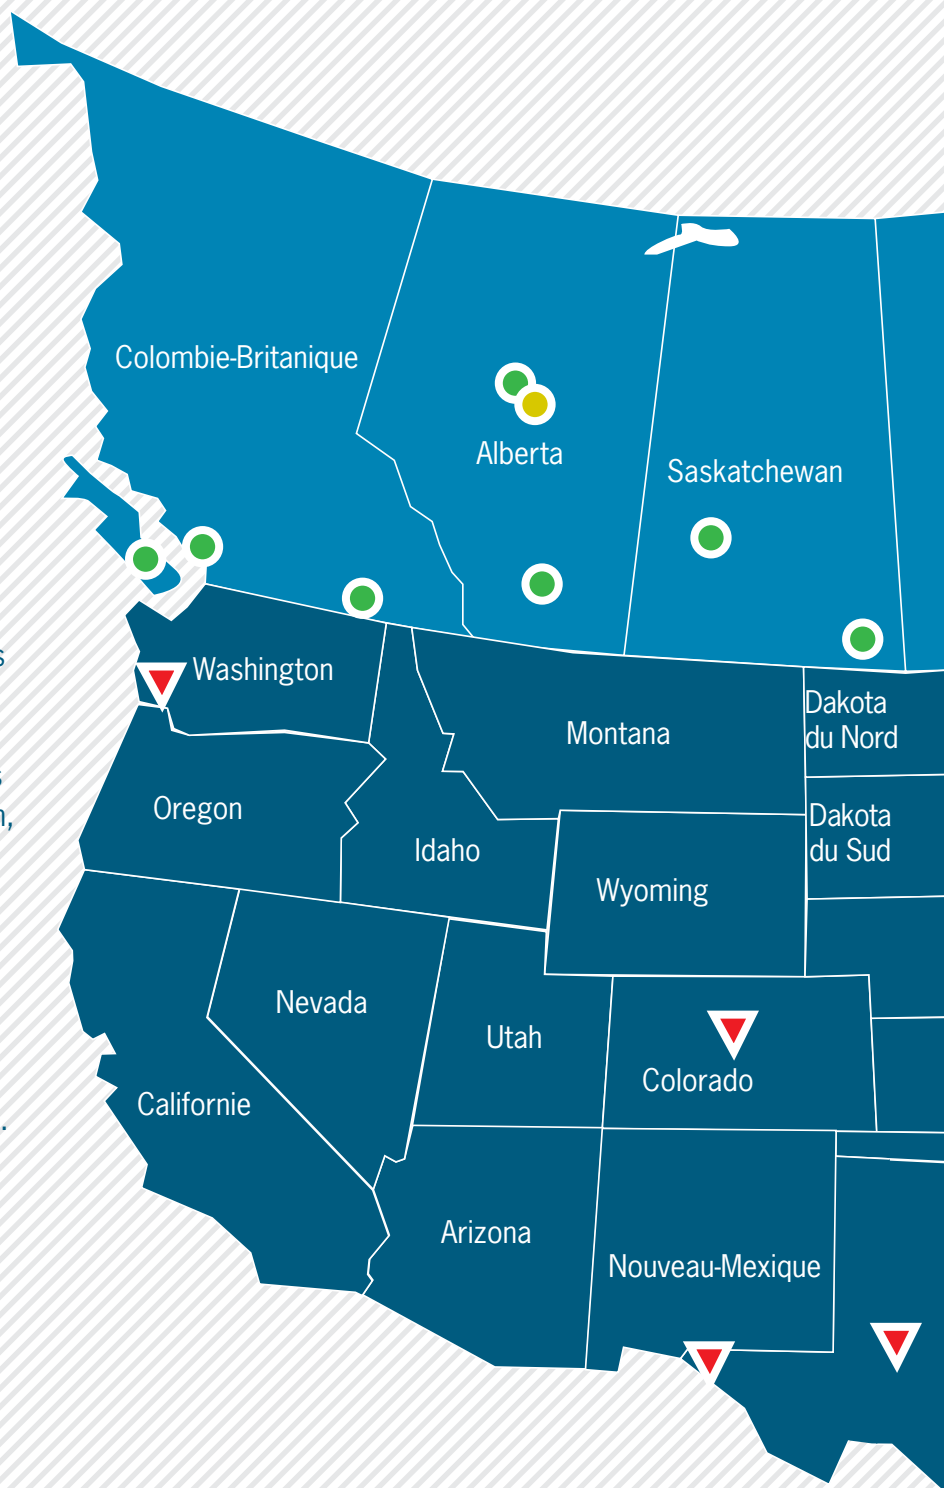 Colombie-Britanique
Alberta
Saskatchewan
s
Washington
Dakota
du Nord
Montana
s
Oregon
n,
Dakota
du Sud
Idaho
Wyoming
Nevada
Utah
Colorado
Californie
.
Arizona
Nouveau-Mexique